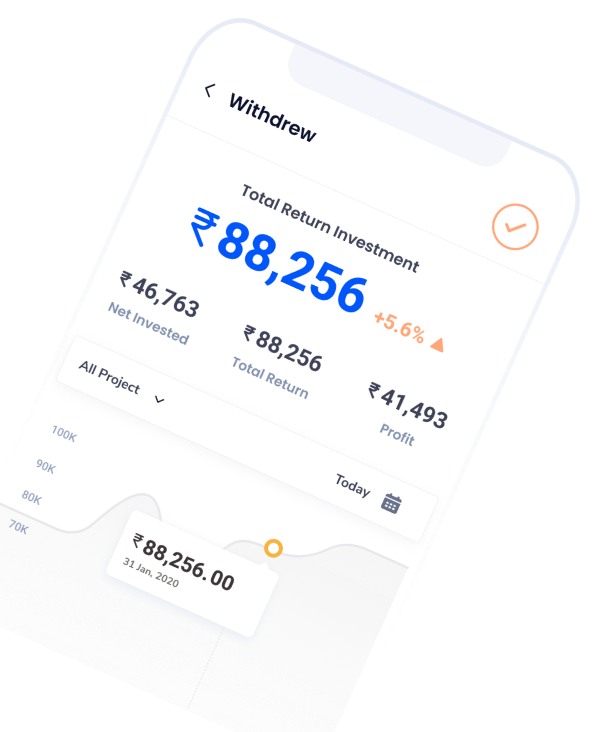 Withdrew
Total Return Investment
₹88,256 +5.6%
₹46,763
Net Invested
₹88,256
Total Return
₹41,493
Profit
All Project
Today
100K
90K
80K
70K
₹88,256.00
31 Jan, 2020